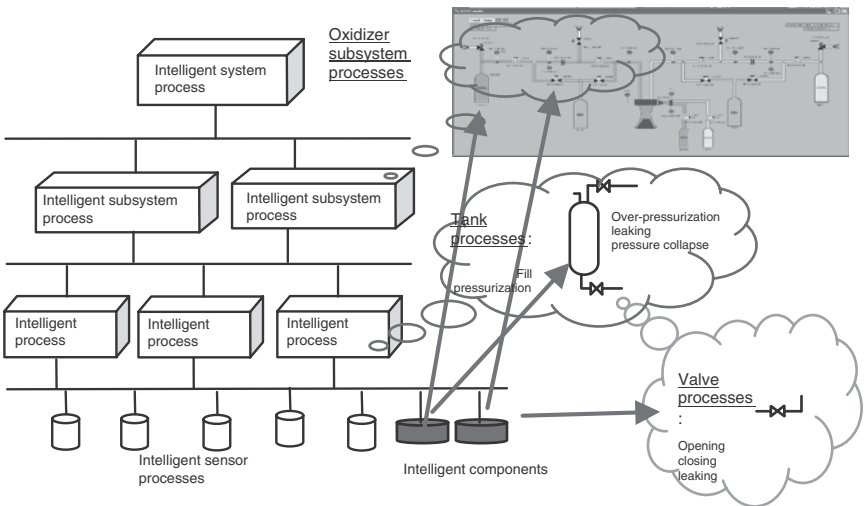 Oxidizer
subsystem
processes
Intelligent system
process
Intelligent subsystem
process
Intelligent subsystem
process
Tank
processes:
Fill
pressurization
Over-pressurization
leaking
pressure collapse
Intelligent
process
Intelligent
process
Intelligent
process
Valve
processes
:
Opening
closing
leaking
Intelligent sensor
processes
Intelligent components